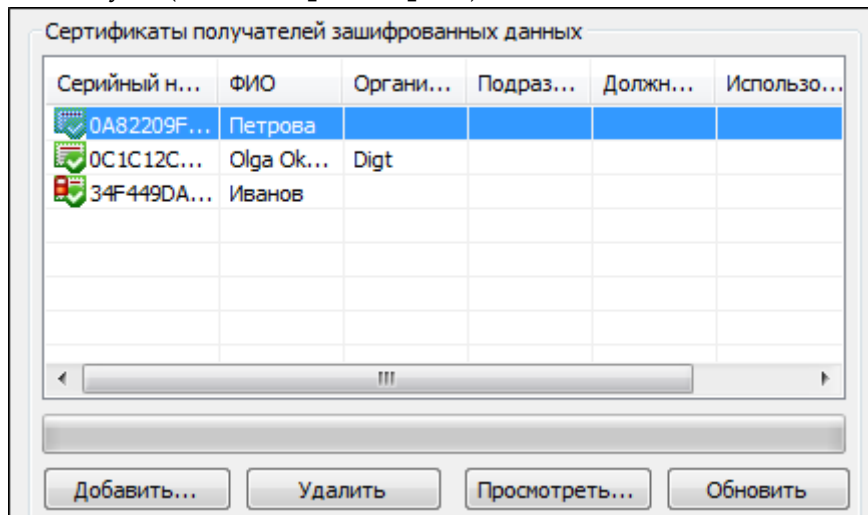 Сертификаты получателей зашифрованных данных
Серийный н... ФИО Органи... Подраз... Должн... Использо...
0A82209F... Петрова
0C1C12C... Olga Ok... Digt
34F449DA... Иванов
Добавить... Удалить Просмотреть... Обновить